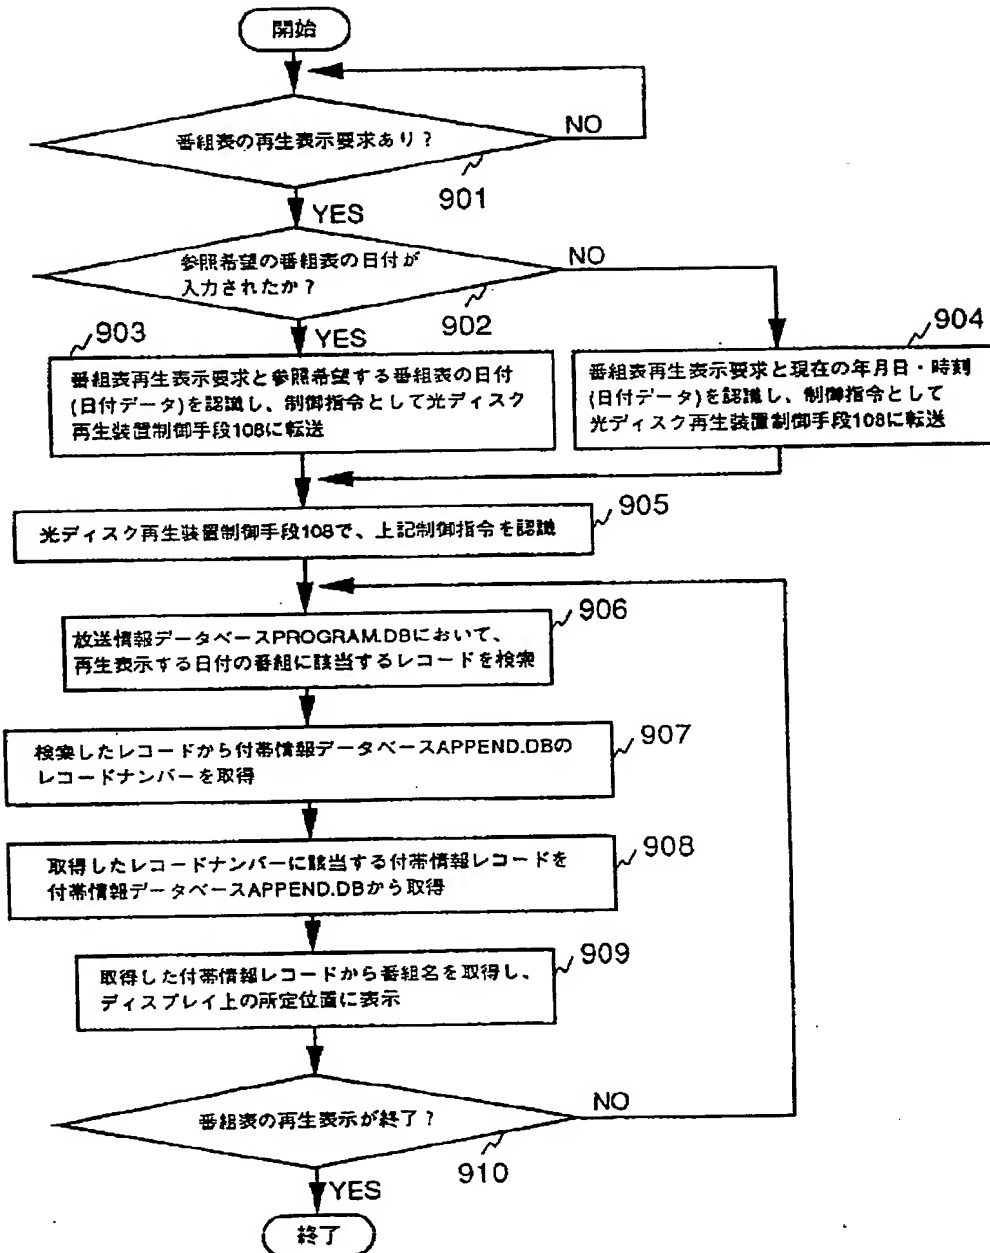 開始
番組表の再生表示要求あり？
NO
901
YES
参照希望の番組表の日付が
入力されたか？
NO
902
YES
903
番組表再生表示要求と参照希望する番組表の日付
(日付データ)を認識し、制御指令として光ディスク
再生装置制御手段108に転送
904
番組表再生表示要求と現在の年月日・時刻
(日付データ)を認識し、制御指令として
光ディスク再生装置制御手段108に転送
905
光ディスク再生装置制御手段108で、上記制御指令を認識
906
放送情報データベースPROGRAM.DBにおいて、
再生表示する日付の番組に該当するレコードを検索
907
検索したレコードから付帯情報データベースAPPEND.DBの
レコードナンバーを取得
908
取得したレコードナンバーに該当する付帯情報レコードを
付帯情報データベースAPPEND.DBから取得
909
取得した付帯情報レコードから番組名を取得し、
ディスプレイ上の所定位置に表示
番組表の再生表示が終了？
NO
910
YES
終了